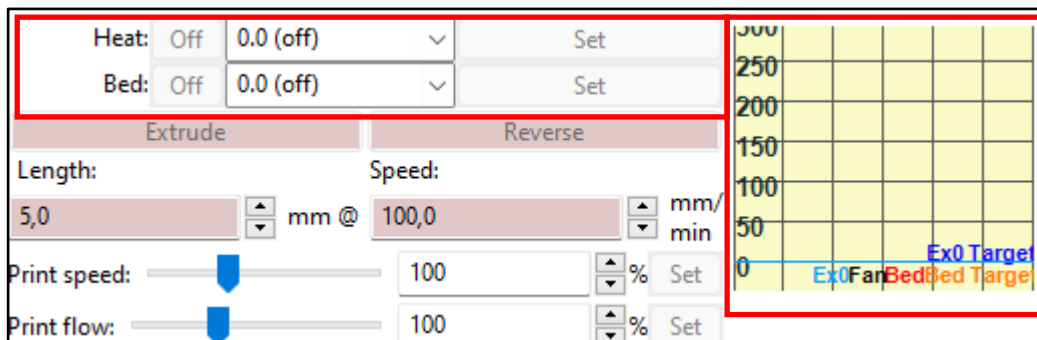 Heat: Off 0.0 (off) Set
Bed: Off 0.0 (off) Set
Extrude Reverse
Length: Speed:
5,0 mm @ 100,0 mm/
min
Print speed: 100 % Set
Print flow: 100 % Set
300
250
200
150
100
50
0
Ex0 Target
Ex0 Fan Bed Bed Target